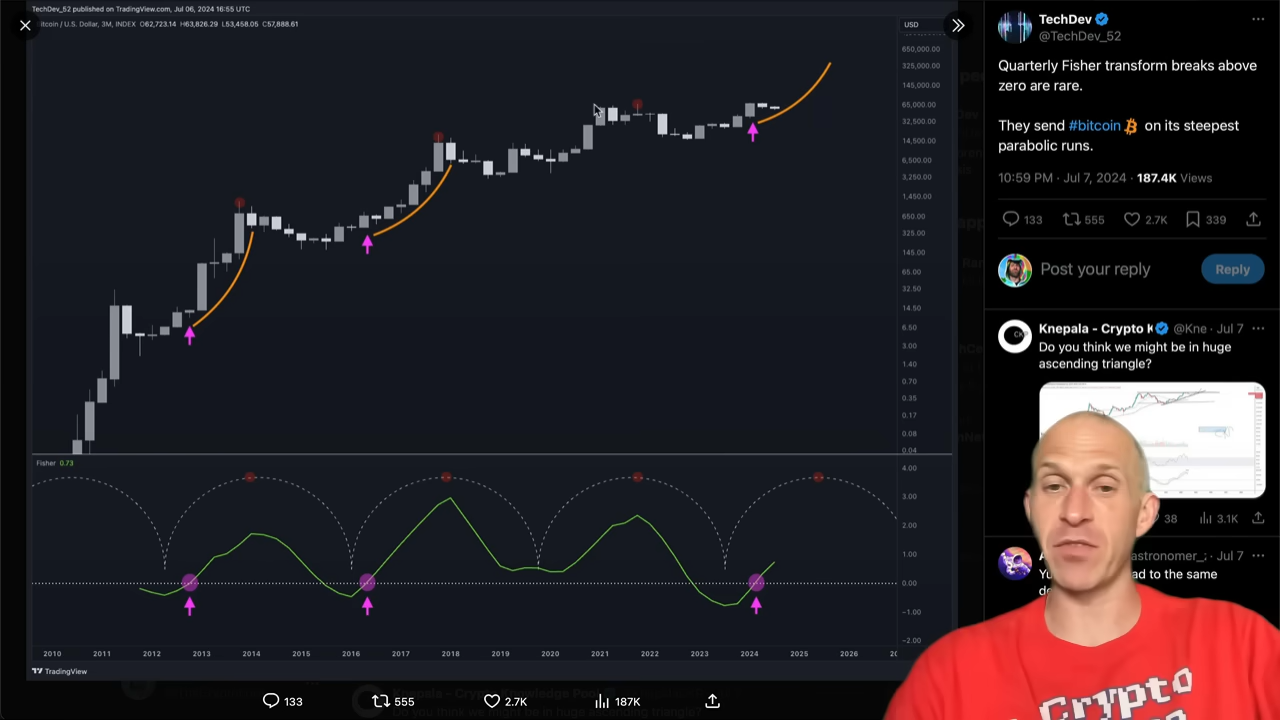 TechDev_52 published on TradingView.com, Jul 06, 2024 16:55 UTC
itcoin / U.S. Dollar, 3M, INDEX O62,723.14 H63,826.29 L53,458.05 C57,888.61
USD
650,000.00
325,000.00
145,000.00
65,000.00
32,500.00
14,500.00
6,500.00
3,250.00
1,450.00
650.00
325.00
145.00
65.00
32.50
14.50
6.50
3.00
1.40
0.70
0.35
0.17
0.08
0.04
Fisher 0.73
4.00
3.00
2.00
1.00
0.00
−1.00
−2.00
2010 2011 2012 2013 2014 2015 2016 2017 2018 2019 2020 2021 2022 2023 2024 2025 2026 20
TradingView
133 555 2.7K 187K
TechDev
@TechDev_52
Quarterly Fisher transform breaks above
zero are rare.
They send #bitcoin on its steepest
parabolic runs.
10:59 PM · Jul 7, 2024 · 187.4K Views
133 555 2.7K 339
Post your reply
Reply
Knepala - Crypto K @Kne · Jul 7
Do you think we might be in huge
ascending triangle?
38 3.1K
astronomer_z · Jul 7
ad to the same
Crypto